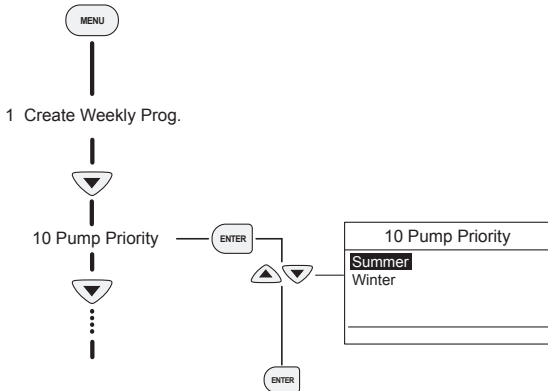 MENU
1 Create Weekly Prog.
10 Pump Priority
ENTER
10 Pump Priority
Summer
Winter
ENTER